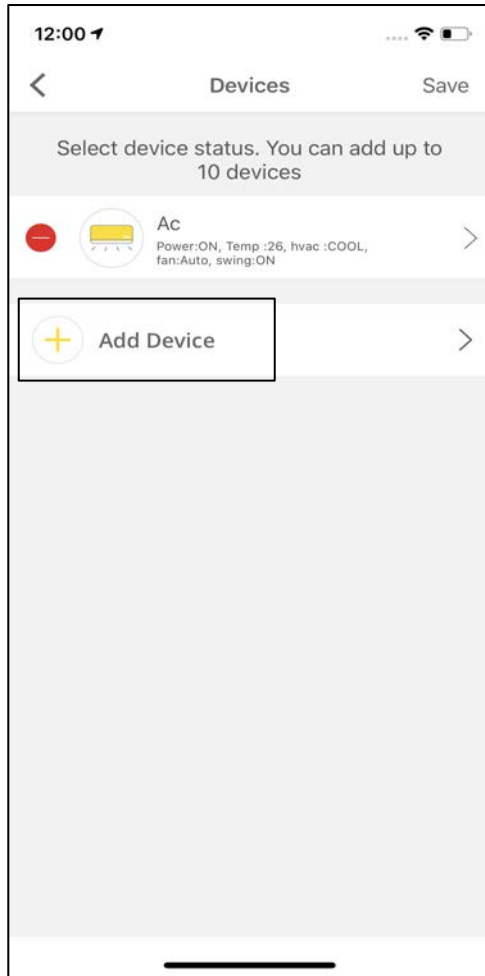 12:00
Devices
Save
Select device status. You can add up to
10 devices
Ac
Power:ON, Temp :26, hvac :COOL,
fan:Auto, swing:ON
Add Device